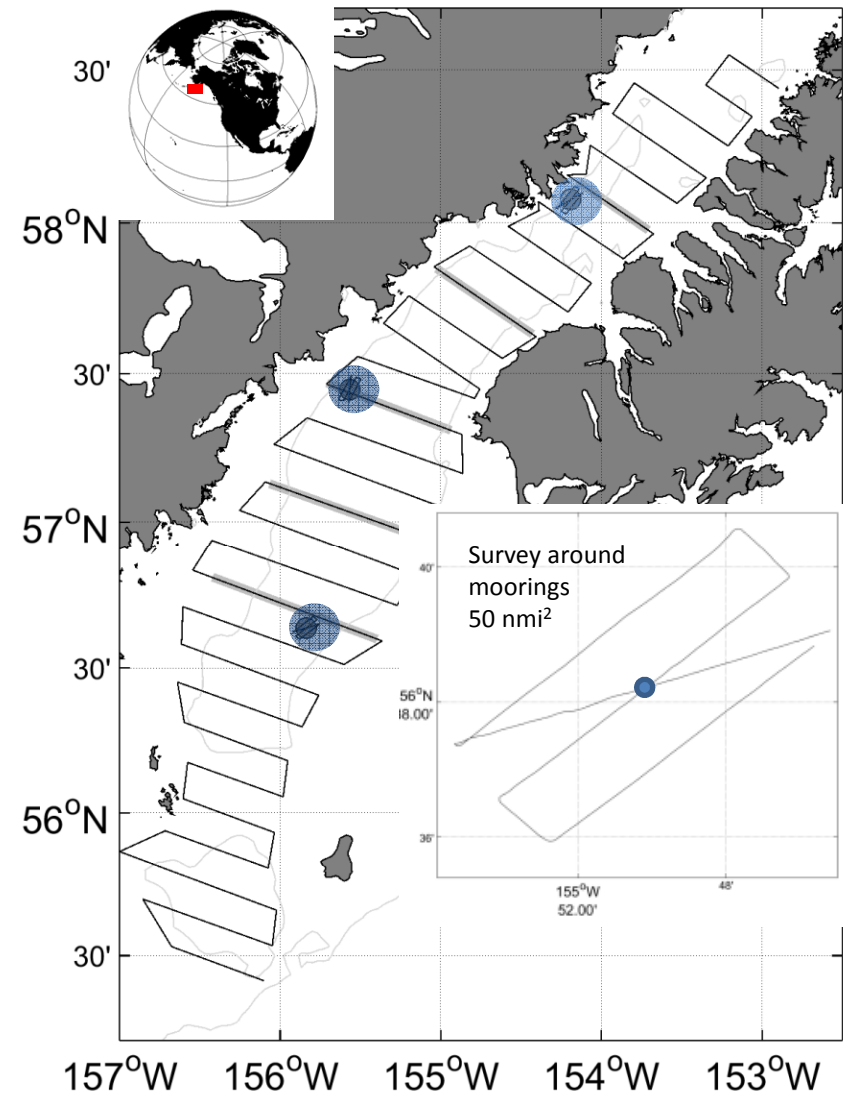 30'
58°N
30'
57°N
30'
56°N
30'
157°W 156°W 155°W 154°W 153°W
Survey around
moorings
50 nmi²
40'
56°N
38.00'
36'
155°W
52.00'
48'